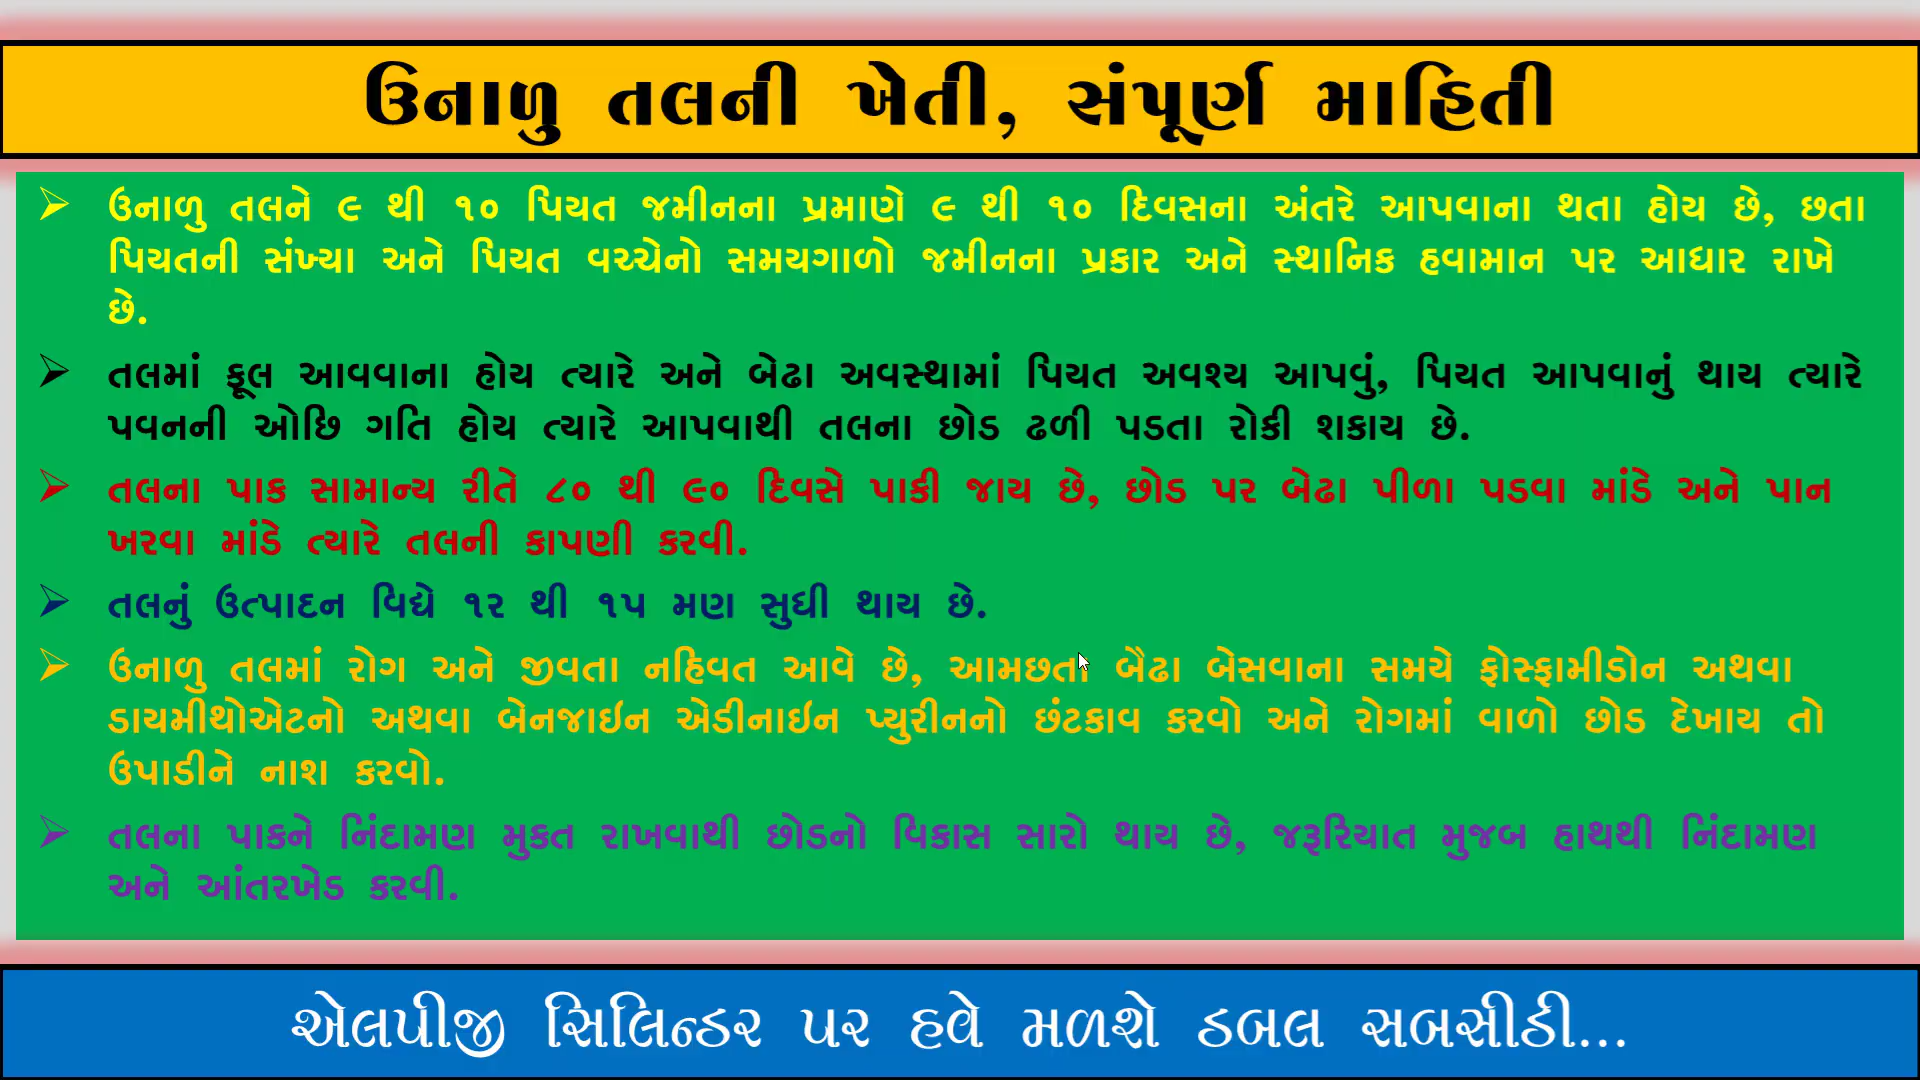 ઉનાળુ તલની ખેતી, સંપૂર્ણ માહિતી
ઉનાળુ તલને ૯ થી ૧૦ પિયત જમીનના પ્રમાણે ૯ થી ૧૦ દિવસના અંતરે આપવાના થતા હોય છે, છતા
પિયતની સંખ્યા અને પિયત વચ્ચેનો સમયગાળો જમીનના પ્રકાર અને સ્થાનિક હવામાન પર આધાર રાખે
છે.
તલમાં ફૂલ આવવાના હોય ત્યારે અને બેઢા અવસ્થામાં પિયત અવશ્ય આપવું, પિયત આપવાનું થાય ત્યારે
પવનની ઓછિ ગતિ હોય ત્યારે આપવાથી તલના છોડ ઢળી પડતા રોકી શકાય છે.
તલના પાક સામાન્ય રીતે ૮૦ થી ૯૦ દિવસે પાકી જાય છે, છોડ પર બેઢા પીળા પડવા માંડે અને પાન
ખરવા માંડે ત્યારે તલની કાપણી કરવી.
તલનું ઉત્પાદન વિઘે ૧૨ થી ૧૫ મણ સુધી થાય છે.
ઉનાળુ તલમાં રોગ અને જીવતા નહિવત આવે છે, આમછતા બૈઢા બેસવાના સમયે ફોસ્ફામીડોન અથવા
ડાયમીથોએટનો અથવા બેનજાઇન એડીનાઇન પ્યુરીનનો છંટકાવ કરવો અને રોગમાં વાળો છોડ દેખાય તો
ઉપાડીને નાશ કરવો.
તલના પાકને નિંદામણ મુકત રાખવાથી છોડનો વિકાસ સારો થાય છે, જરૂરિયાત મુજબ હાથથી નિંદામણ
અને આંતરખેડ કરવી.
એલપીજી સિલિન્ડર પર હવે મળશે ડબલ સબસીડી...